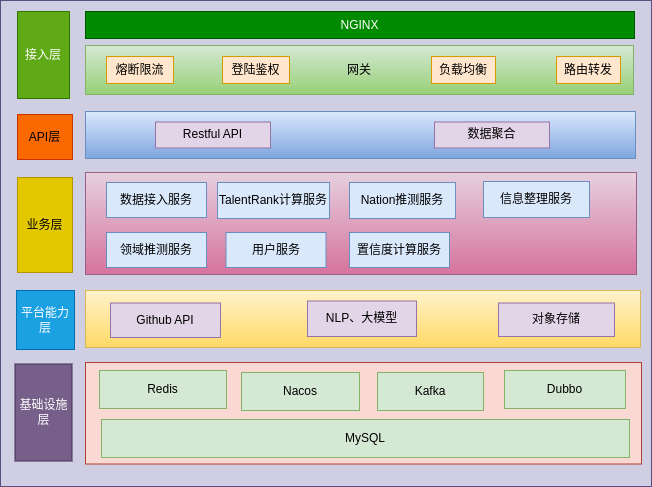 NGINX
接入层
熔断限流
登陆鉴权
网关
负载均衡
路由转发
API层
Restful API
数据聚合
业务层
数据接入服务
TalentRank计算服务
Nation推测服务
信息整理服务
领域推测服务
用户服务
置信度计算服务
平台能力
层
Github API
NLP、大模型
对象存储
基础设施
层
Redis
Nacos
Kafka
Dubbo
MySQL